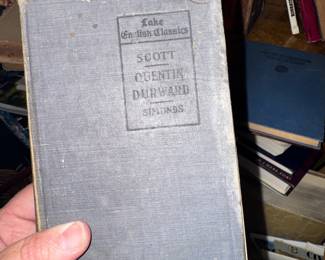 Lake
English Classics
SCOTT
QUENTIN
DURWARD
SIMONDS